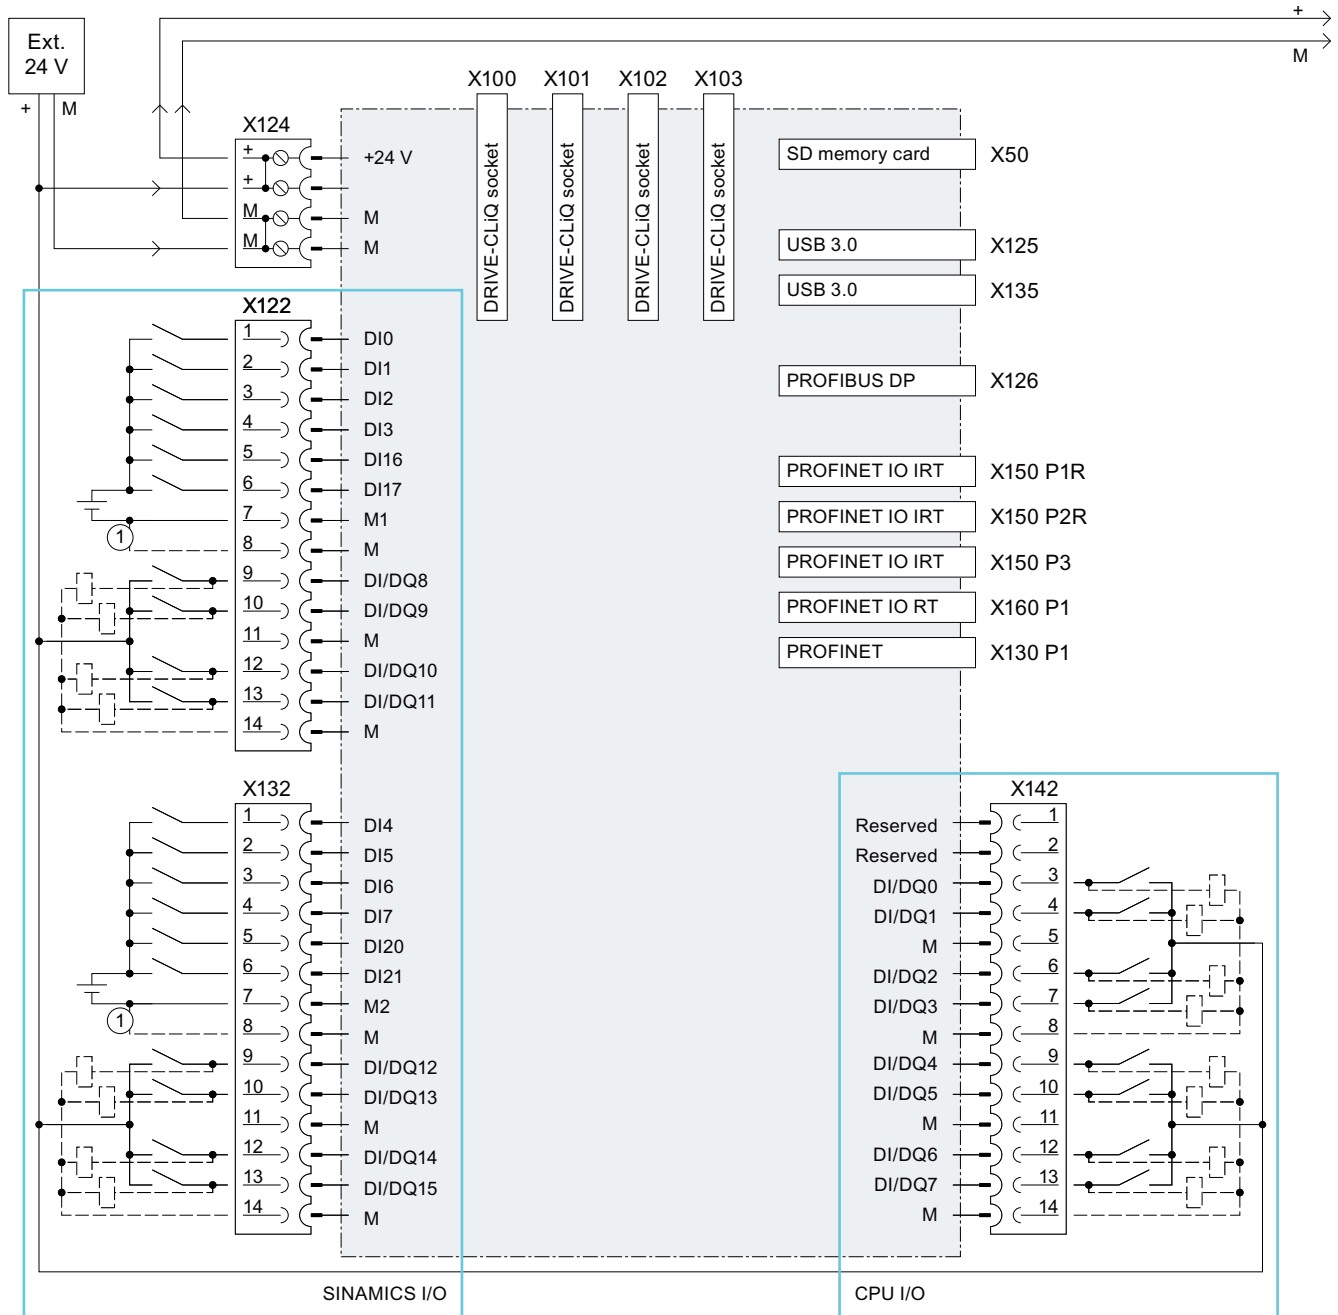 +
M
Ext.
24 V
+ M
X100 X101 X102 X103
DRIVE-CLiQ socket
DRIVE-CLiQ socket
DRIVE-CLiQ socket
DRIVE-CLiQ socket
X124
+ +24 V
+
M M
M M
SD memory card X50
USB 3.0 X125
USB 3.0 X135
PROFIBUS DP X126
PROFINET IO IRT X150 P1R
PROFINET IO IRT X150 P2R
PROFINET IO IRT X150 P3
PROFINET IO RT X160 P1
PROFINET X130 P1
X122
1 DI0
2 DI1
3 DI2
4 DI3
5 DI16
6 DI17
7 M1
1
8 M
9 DI/DQ8
10 DI/DQ9
11 M
12 DI/DQ10
13 DI/DQ11
14 M
X132
1 DI4
2 DI5
3 DI6
4 DI7
5 DI20
6 DI21
7 M2
1
8 M
9 DI/DQ12
10 DI/DQ13
11 M
12 DI/DQ14
13 DI/DQ15
14 M
SINAMICS I/O
X142
Reserved 1
Reserved 2
DI/DQ0 3
DI/DQ1 4
M 5
DI/DQ2 6
DI/DQ3 7
M 8
DI/DQ4 9
DI/DQ5 10
M 11
DI/DQ6 12
DI/DQ7 13
M 14
CPU I/O